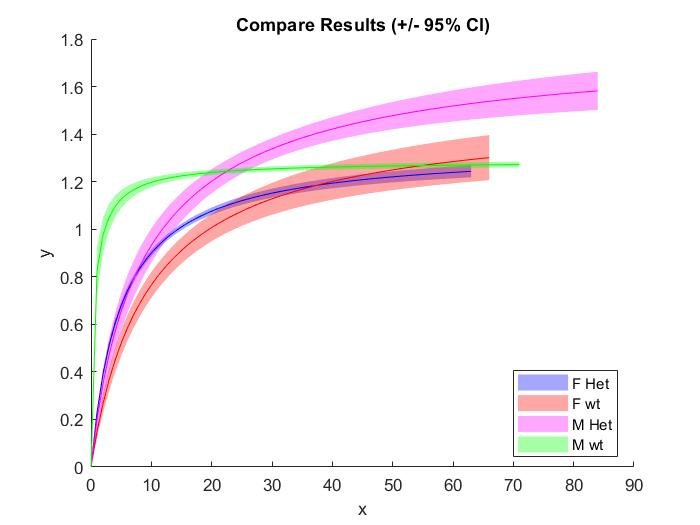 Compare Results (+/- 95% CI)
1.8
1.6
1.4
1.2
1
0.8
0.6
0.4
0.2
0
y
F Het
F wt
M Het
M wt
0 10 20 30 40 50 60 70 80 90
x